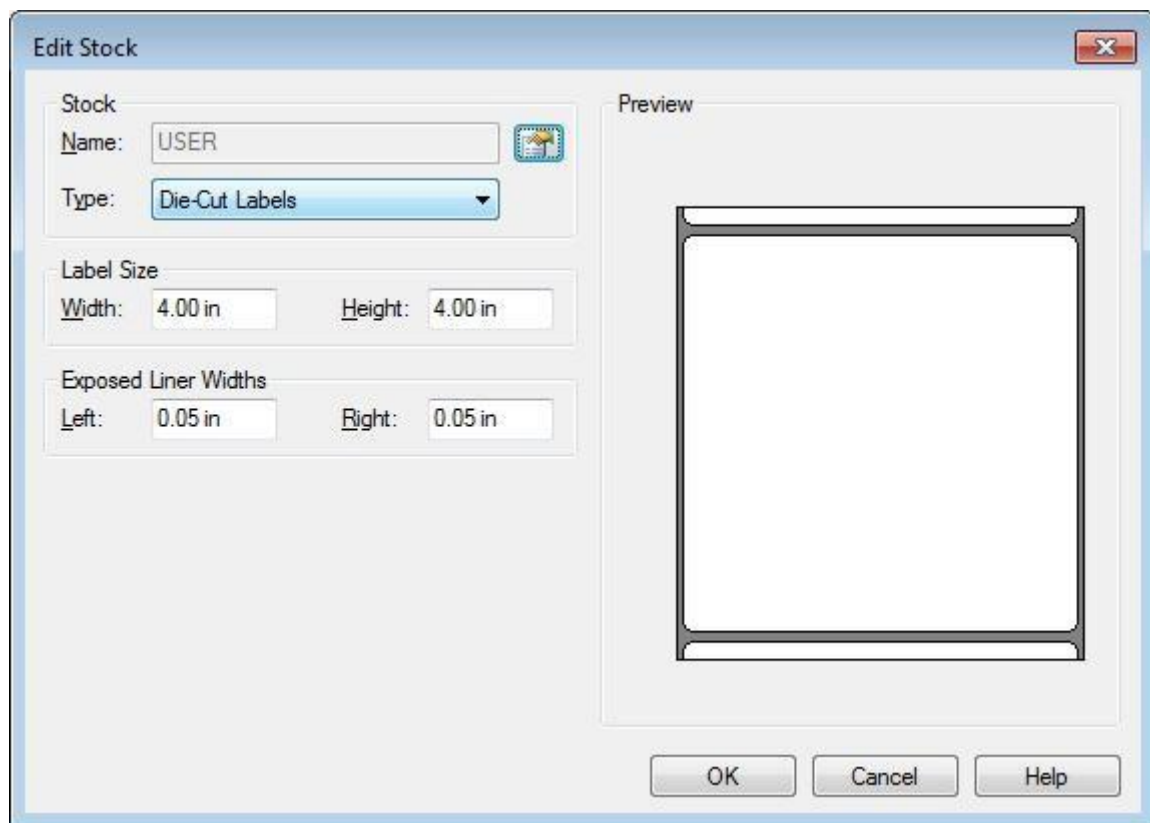 Edit Stock
Stock
Name: USER
Type: Die-Cut Labels
Label Size
Width: 4.00 in Height: 4.00 in
Exposed Liner Widths
Left: 0.05 in Right: 0.05 in
Preview
OK Cancel Help